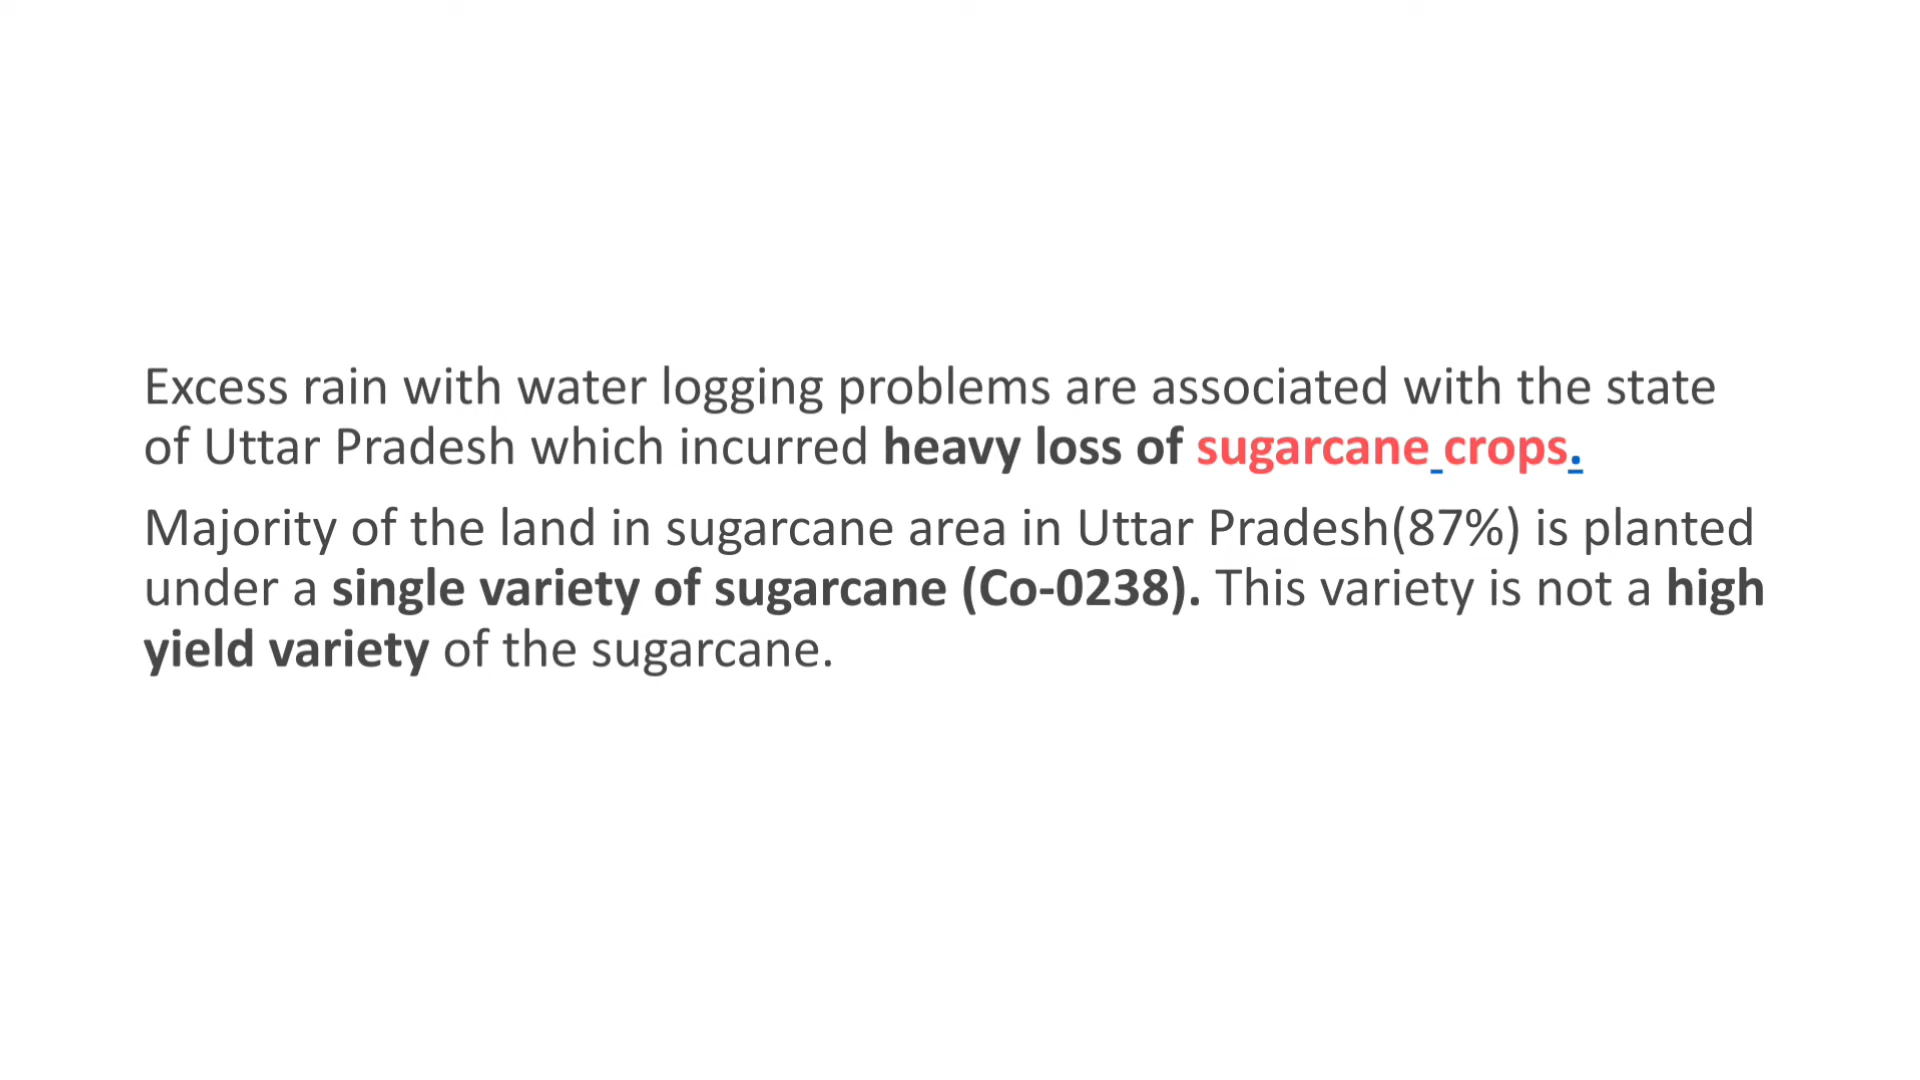 Excess rain with water logging problems are associated with the state
of Uttar Pradesh which incurred heavy loss of sugarcane crops.
Majority of the land in sugarcane area in Uttar Pradesh(87%) is planted
under a single variety of sugarcane (Co-0238). This variety is not a high
yield variety of the sugarcane.